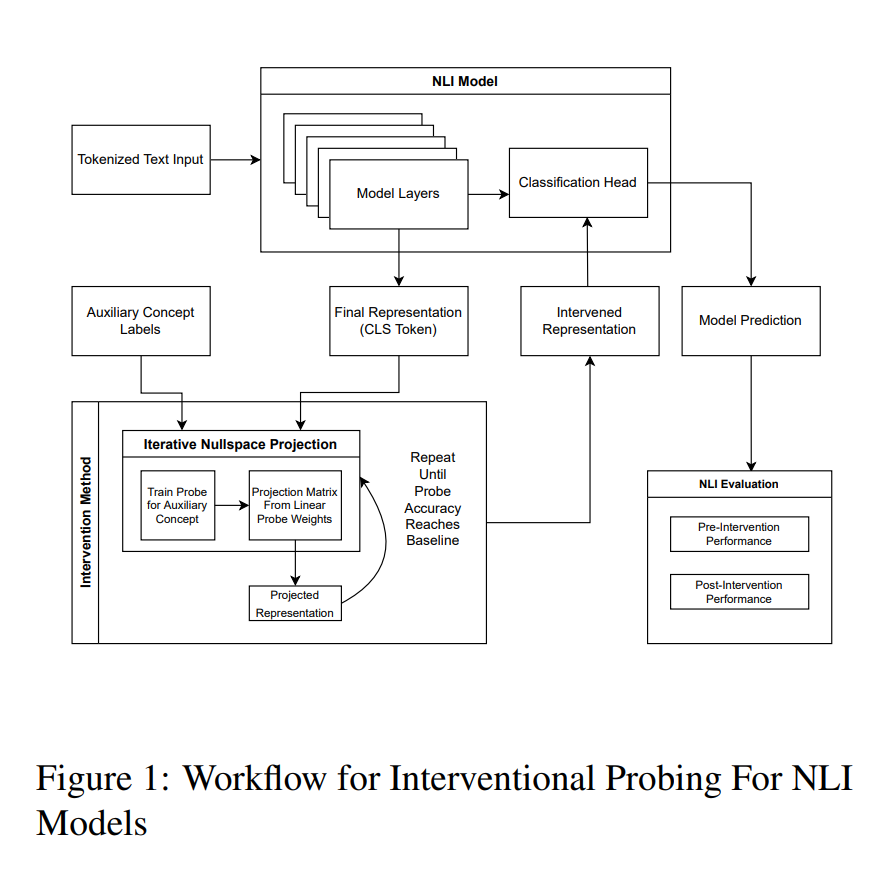 NLI Model
Tokenized Text Input
Model Layers
Classification Head
Auxiliary Concept
Labels
Final Representation
(CLS Token)
Intervened
Representation
Model Prediction
Intervention Method
Iterative Nullspace Projection
Train Probe
for Auxiliary
Concept
Projection Matrix
From Linear
Probe Weights
Projected
Representation
Repeat
Until
Probe
Accuracy
Reaches
Baseline
NLI Evaluation
Pre-Intervention
Performance
Post-Intervention
Performance
Figure 1: Workflow for Interventional Probing For NLI
Models